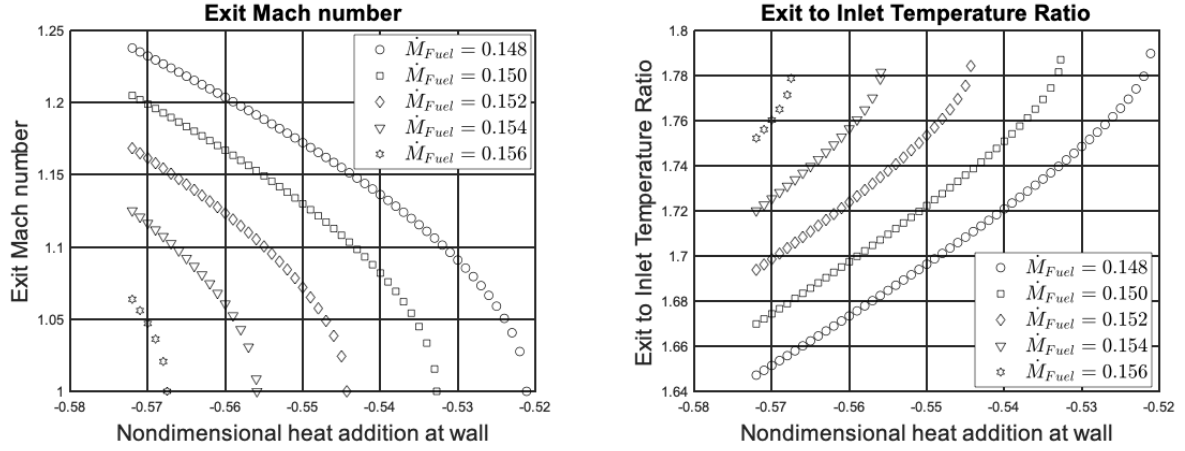 Exit Mach number
1.25
1.2
1.15
1.1
1.05
1
Exit Mach number
Ṁ_Fuel = 0.148
Ṁ_Fuel = 0.150
Ṁ_Fuel = 0.152
Ṁ_Fuel = 0.154
Ṁ_Fuel = 0.156
-0.58 -0.57 -0.56 -0.55 -0.54 -0.53 -0.52
Nondimensional heat addition at wall
Exit to Inlet Temperature Ratio
1.8
1.78
1.76
1.74
1.72
1.7
1.68
1.66
1.64
Exit to Inlet Temperature Ratio
Ṁ_Fuel = 0.148
Ṁ_Fuel = 0.150
Ṁ_Fuel = 0.152
Ṁ_Fuel = 0.154
Ṁ_Fuel = 0.156
-0.58 -0.57 -0.56 -0.55 -0.54 -0.53 -0.52
Nondimensional heat addition at wall